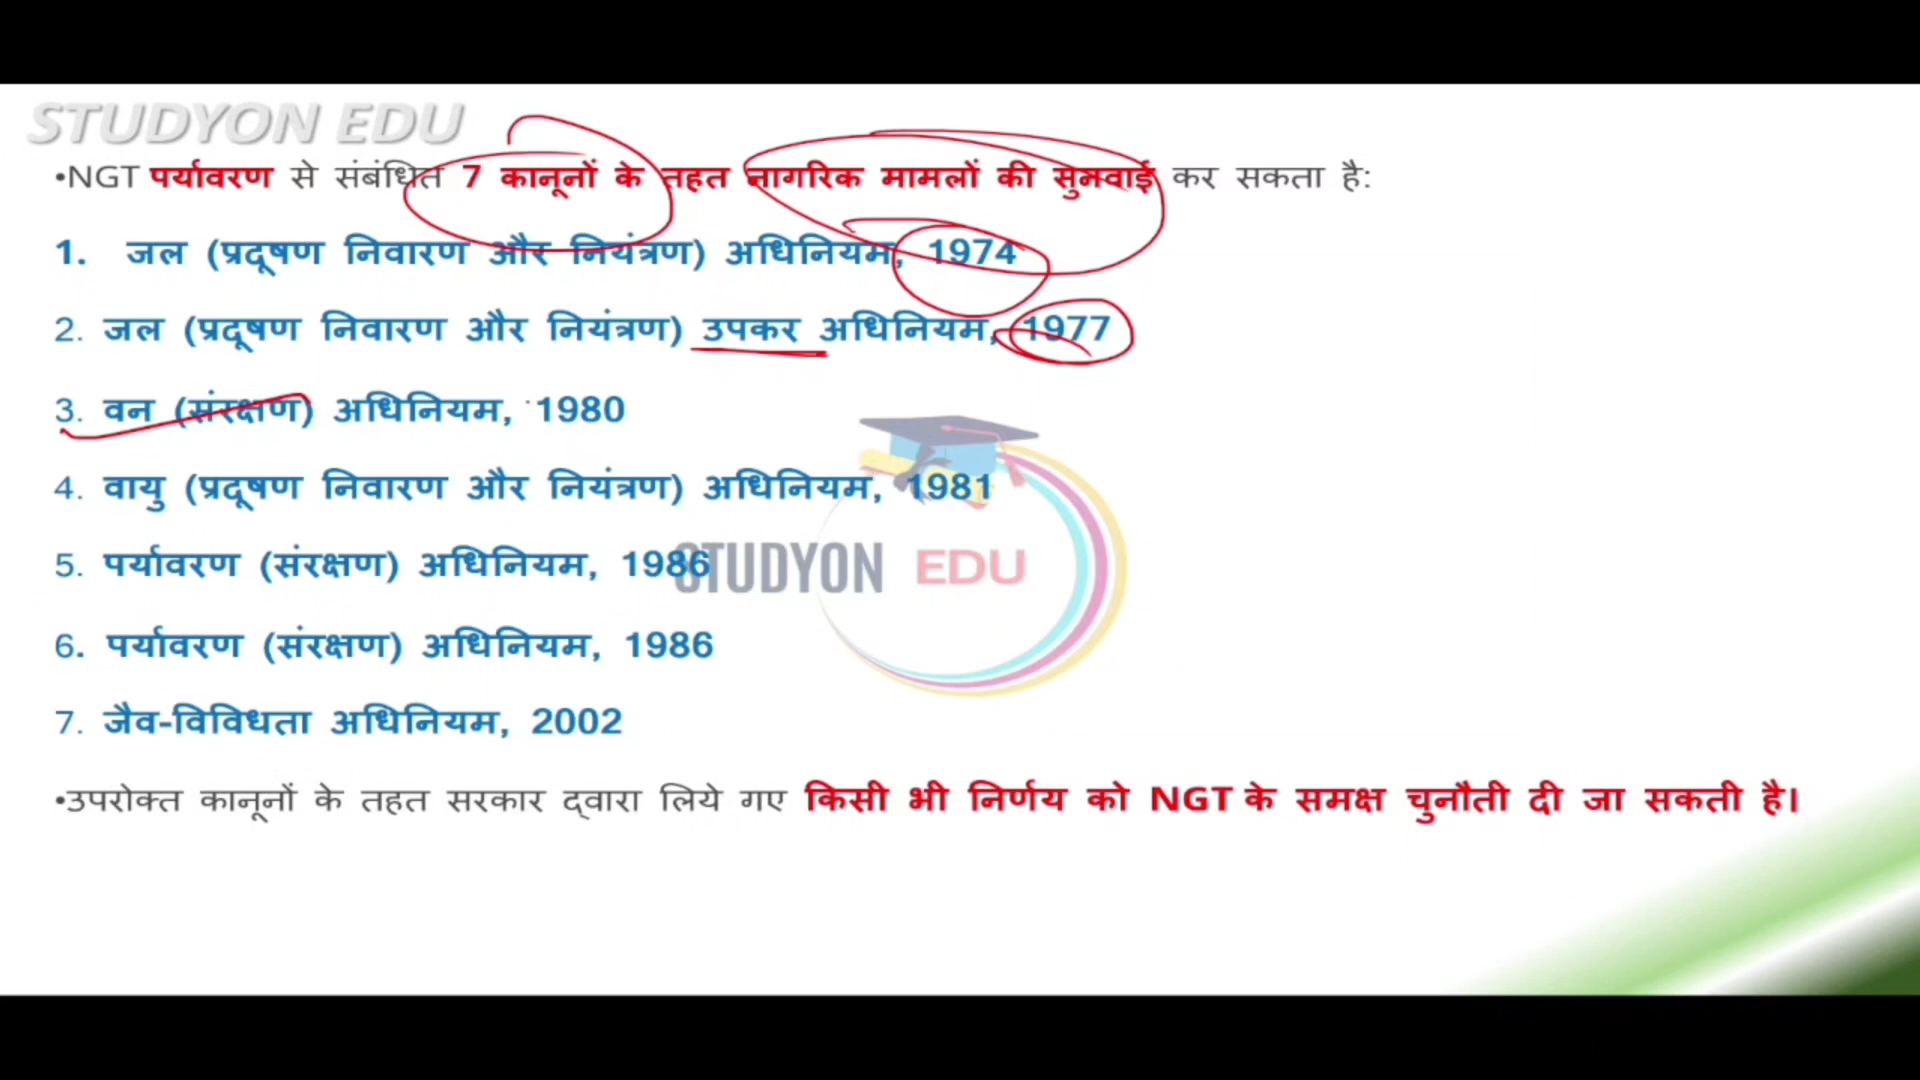 STUDYON EDU
•NGT पर्यावरण से संबंधित 7 कानूनों के तहत नागरिक मामलों की सुनवाई कर सकता है:
1. जल (प्रदूषण निवारण और नियंत्रण) अधिनियम, 1974
2. जल (प्रदूषण निवारण और नियंत्रण) उपकर अधिनियम, 1977
3. वन (संरक्षण) अधिनियम, 1980
4. वायु (प्रदूषण निवारण और नियंत्रण) अधिनियम, 1981
5. पर्यावरण (संरक्षण) अधिनियम, 1986
STUDYON EDU
6. पर्यावरण (संरक्षण) अधिनियम, 1986
7. जैव-विविधता अधिनियम, 2002
•उपरोक्त कानूनों के तहत सरकार द्वारा लिये गए किसी भी निर्णय को NGT के समक्ष चुनौती दी जा सकती है।